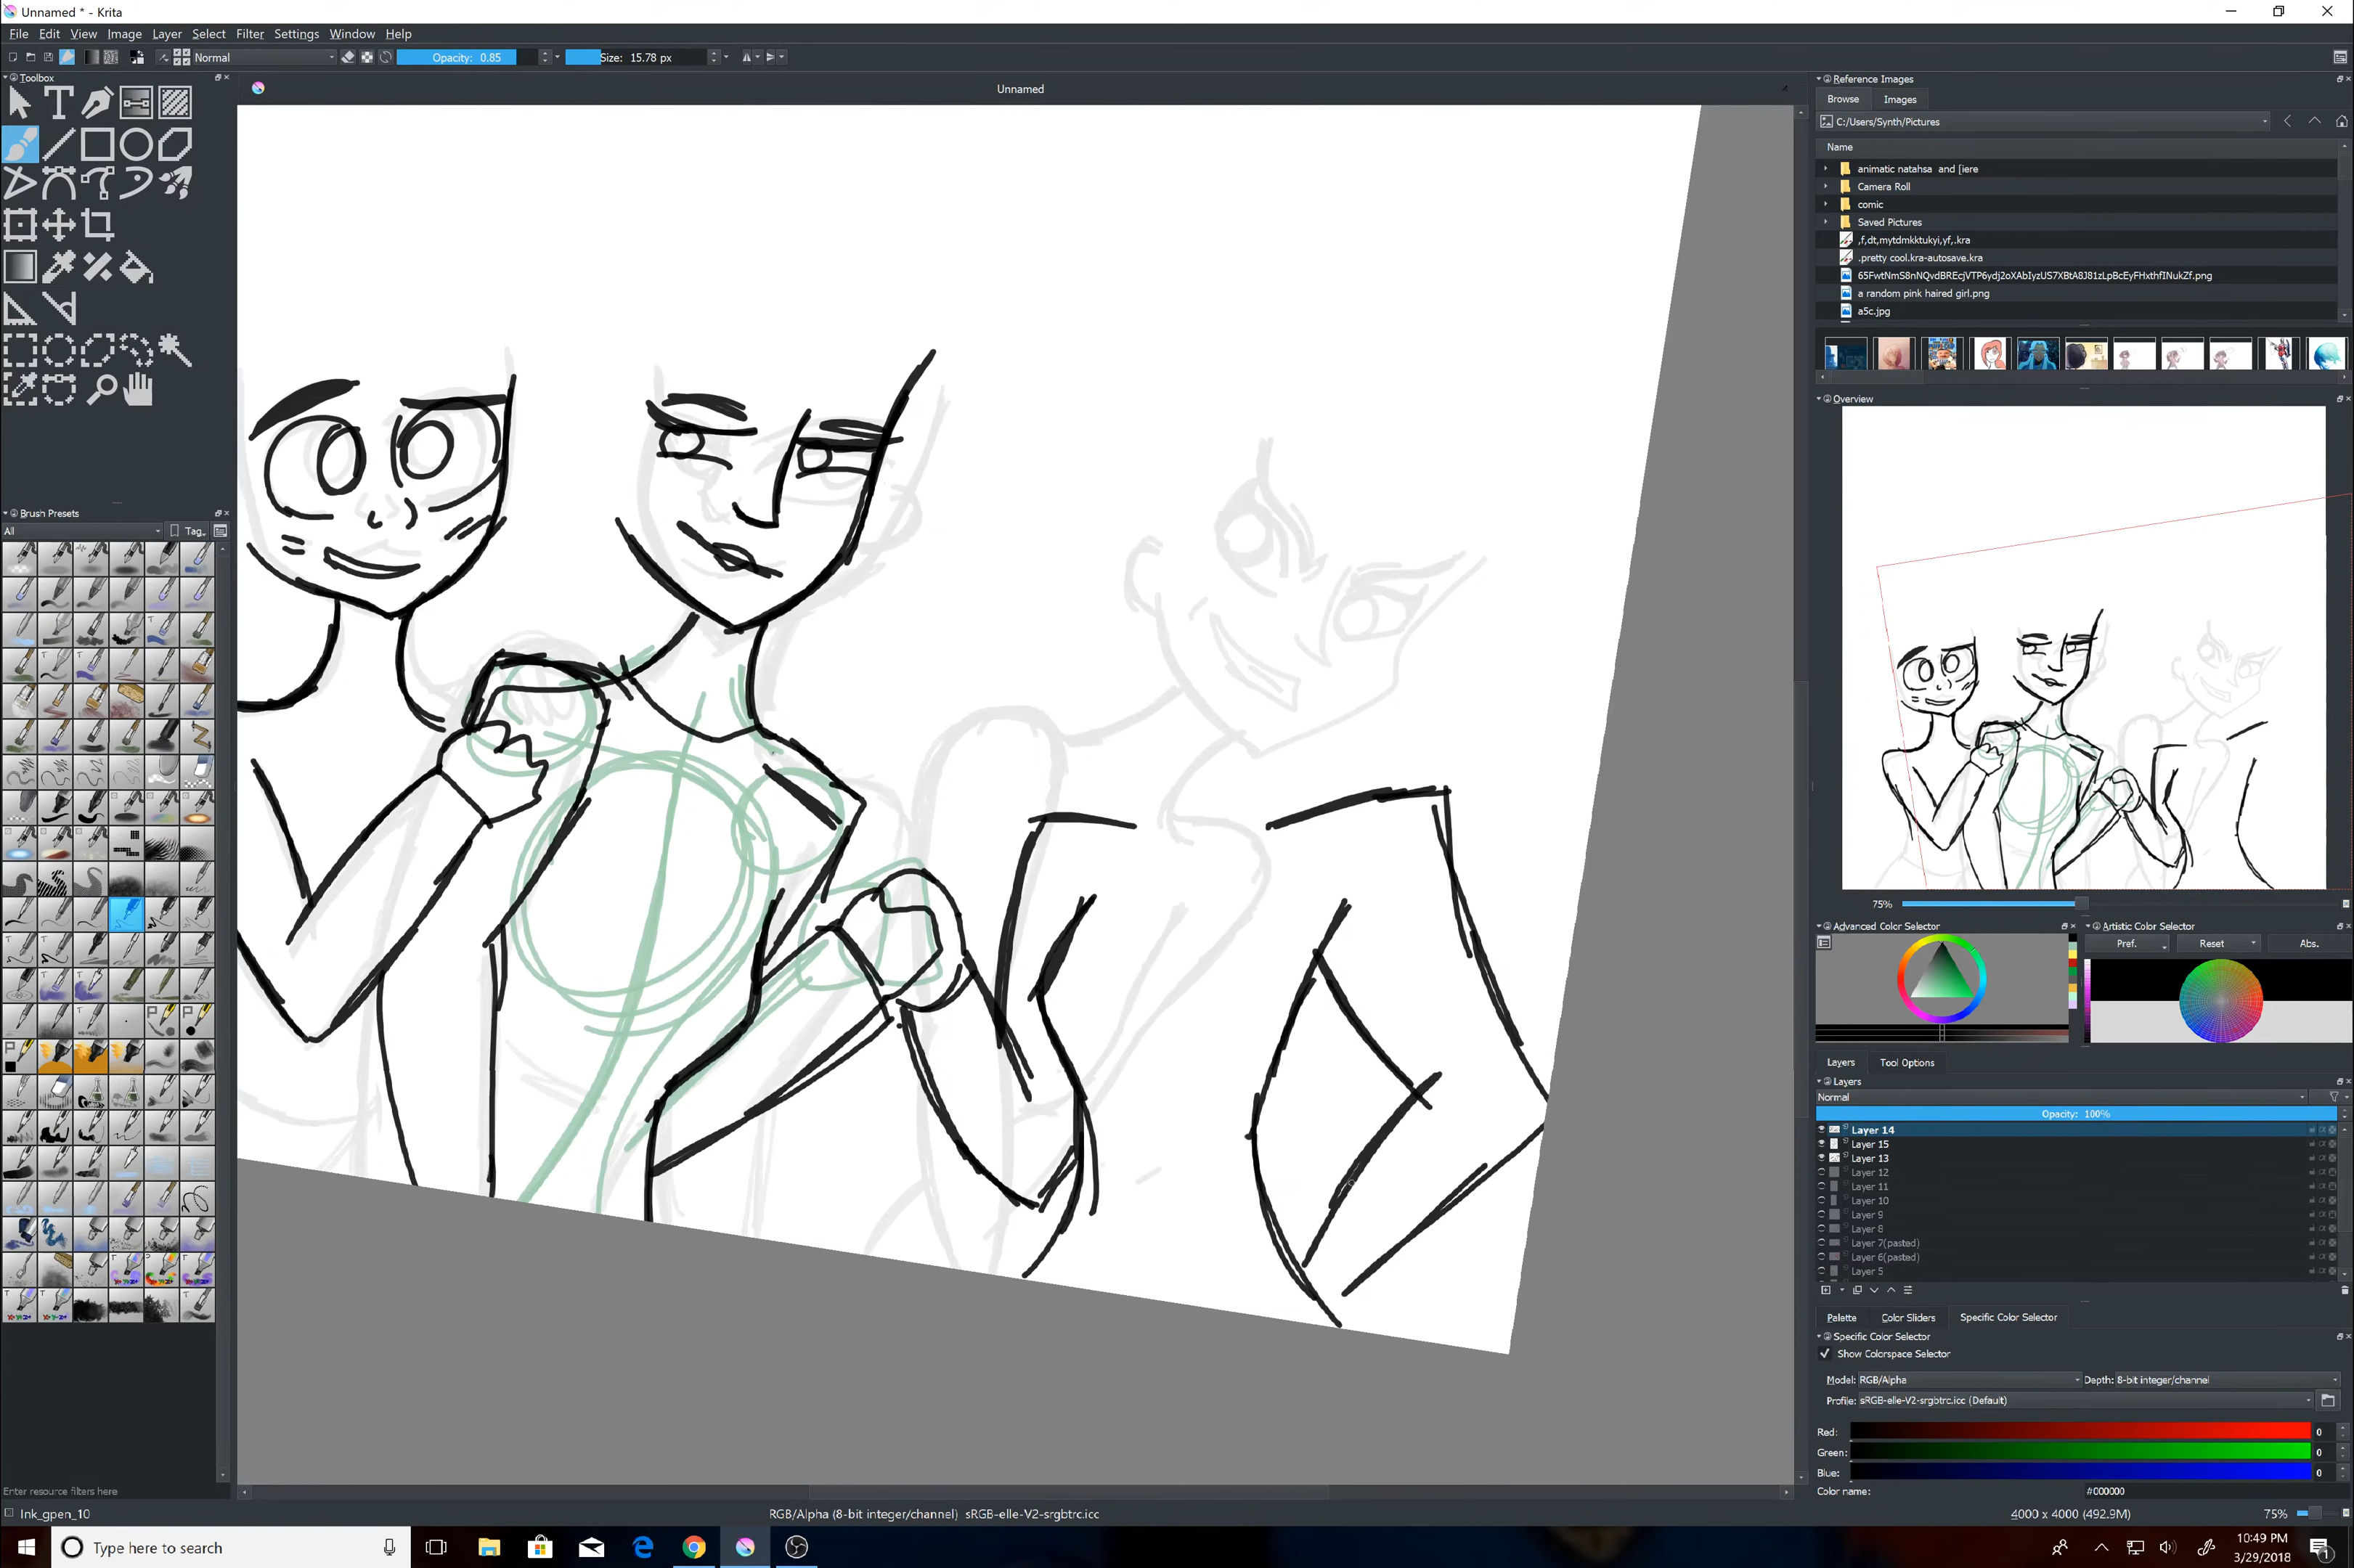 Unnamed * - Krita
File Edit View Image Layer Select Filter Settings Window Help
Normal Opacity: 0.85 Size: 15.78 px
Toolbox
Unnamed
Reference Images
Browse Images
C:/Users/Synth/Pictures
Name
animatic natahsa and [iere
Camera Roll
comic
Saved Pictures
,f,dt,mytdmkktukyi,yf,.kra
.pretty cool.kra-autosave.kra
a random pink haired girl.png
a5c.jpg
Overview
Brush Presets
All Tag
75%
Advanced Color Selector Artistic Color Selector
Pref. Reset Abs.
Layers Tool Options
Layers
Normal
Opacity: 100%
Layer 14
Layer 15
Layer 13
Layer 12
Layer 11
Layer 10
Layer 9
Layer 8
Layer 7(pasted)
Layer 6(pasted)
Layer 5
Palette Color Sliders Specific Color Selector
Specific Color Selector
Show Colorspace Selector
Model: RGB/Alpha Depth: 8-bit integer/channel
Profile: sRGB-elle-V2-srgbtrc.icc (Default)
Red: 0
Green: 0
Blue: 0
Color name: #000000
Enter resource filters here
Ink_gpen_10 RGB/Alpha (8-bit integer/channel) sRGB-elle-V2-srgbtrc.icc 4000 x 4000 (492.9M) 75%
Type here to search
10:49 PM
3/29/2018